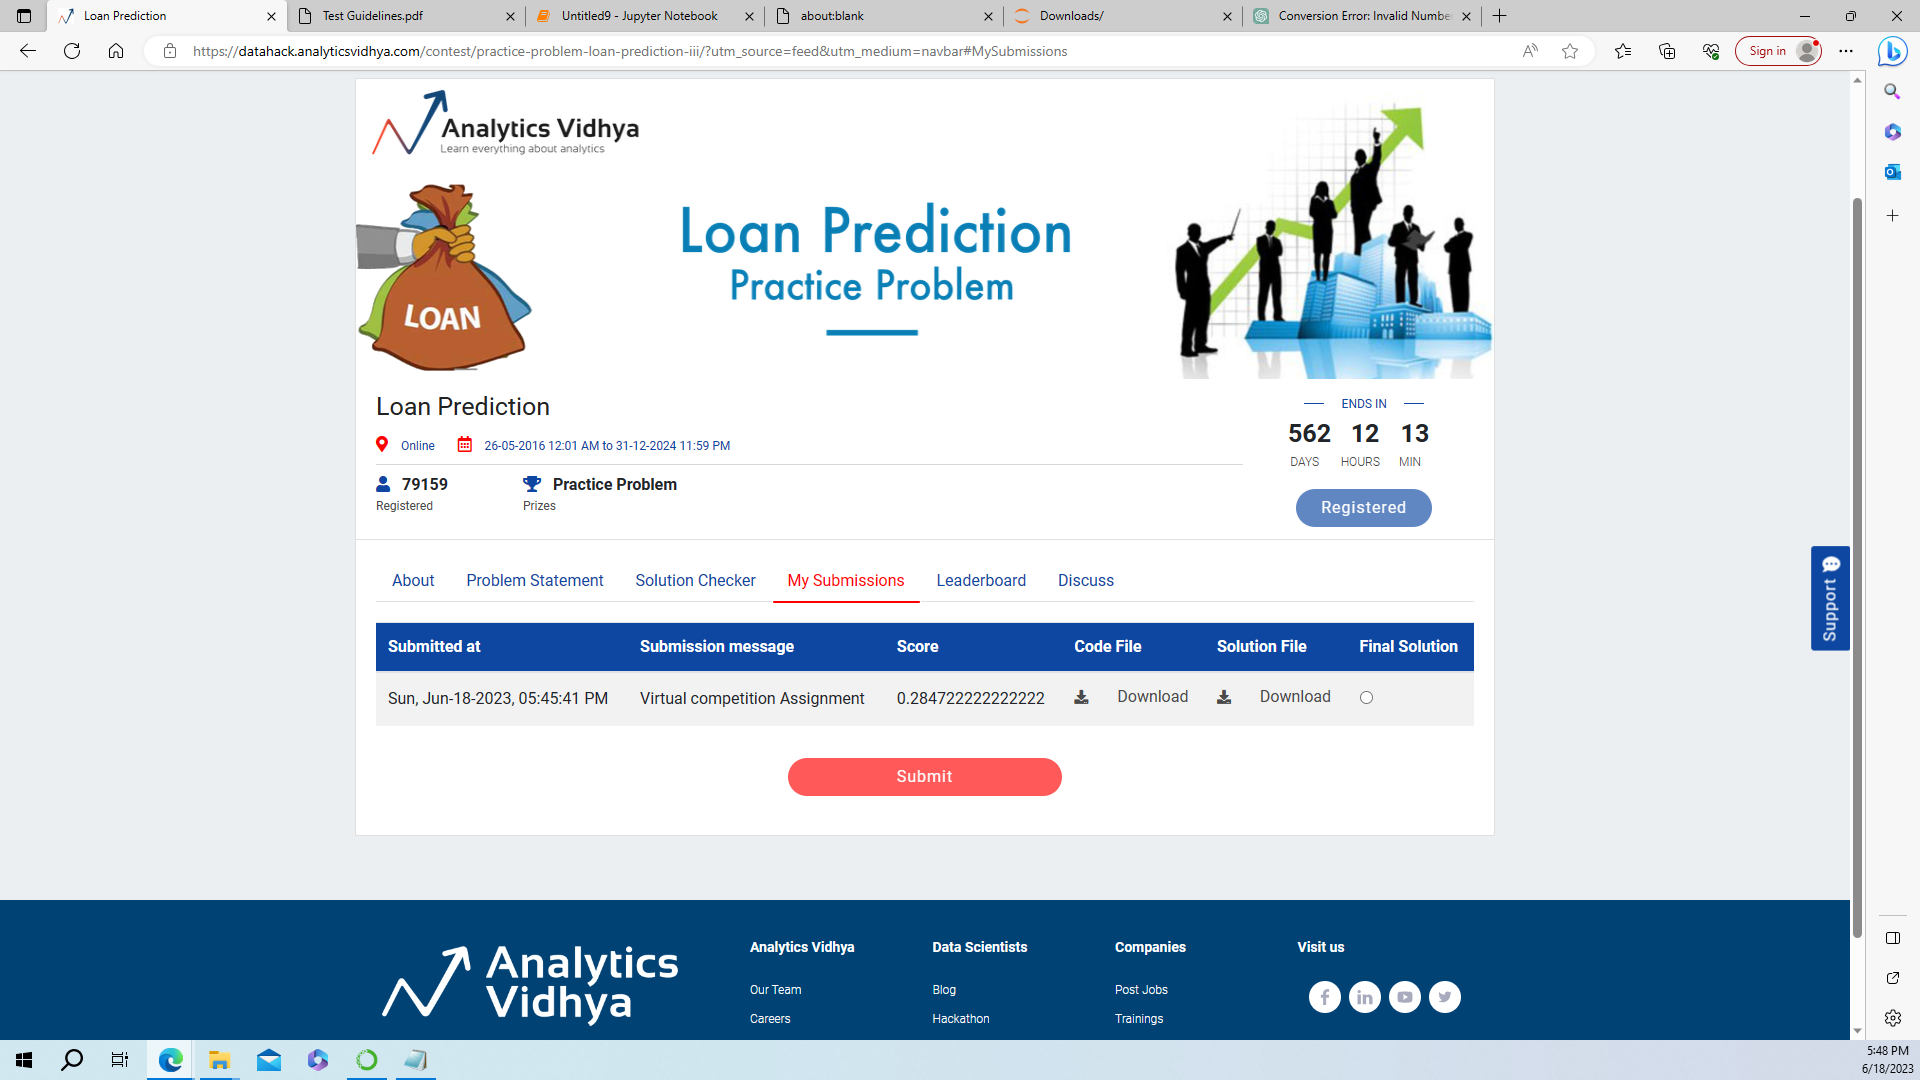 Loan Prediction
Test Guidelines.pdf
Untitled9 - Jupyter Notebook
about:blank
Downloads/
Conversion Error: Invalid Numbe
https://datahack.analyticsvidhya.com/contest/practice-problem-loan-prediction-iii/?utm_source=feed&utm_medium=navbar#MySubmissions
Sign in
Analytics Vidhya
Learn everything about analytics
LOAN
Loan Prediction
Practice Problem
Loan Prediction
Online
26-05-2016 12:01 AM to 31-12-2024 11:59 PM
79159
Registered
Practice Problem
Prizes
ENDS IN
562 12 13
DAYS HOURS MIN
Registered
Support
About Problem Statement Solution Checker My Submissions Leaderboard Discuss
Submitted at Submission message Score Code File Solution File Final Solution
Sun, Jun-18-2023, 05:45:41 PM Virtual competition Assignment 0.284722222222222 Download Download
Submit
Analytics
Vidhya
Analytics Vidhya
Our Team
Careers
Data Scientists
Blog
Hackathon
Companies
Post Jobs
Trainings
Visit us
5:48 PM
6/18/2023